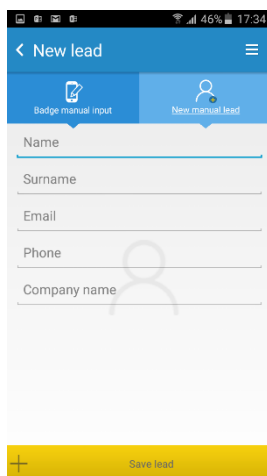 46% 17:34
New lead
Badge manual input
New manual lead
Name
Surname
Email
Phone
Company name
Save lead